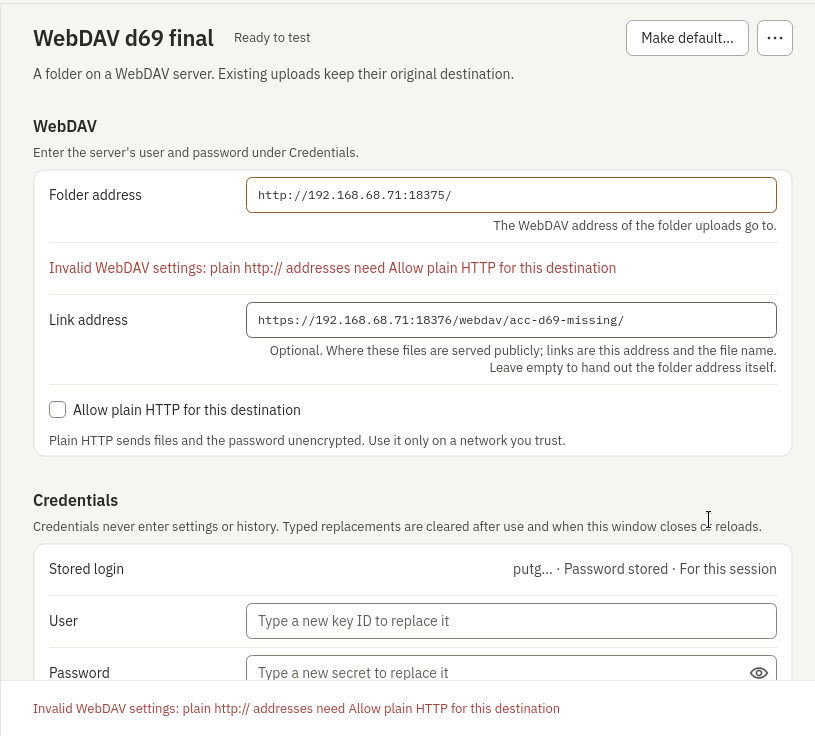 WebDAV d69 final
Ready to test
Make default...
A folder on a WebDAV server. Existing uploads keep their original destination.
WebDAV
Enter the server's user and password under Credentials.
Folder address
http://192.168.68.71:18375/
The WebDAV address of the folder uploads go to.
Invalid WebDAV settings: plain http:// addresses need Allow plain HTTP for this destination
Link address
https://192.168.68.71:18376/webdav/acc-d69-missing/
Optional. Where these files are served publicly; links are this address and the file name.
Leave empty to hand out the folder address itself.
Allow plain HTTP for this destination
Plain HTTP sends files and the password unencrypted. Use it only on a network you trust.
Credentials
Credentials never enter settings or history. Typed replacements are cleared after use and when this window closes or reloads.
Stored login
putg... · Password stored · For this session
User
Type a new key ID to replace it
Password
Type a new secret to replace it
Invalid WebDAV settings: plain http:// addresses need Allow plain HTTP for this destination